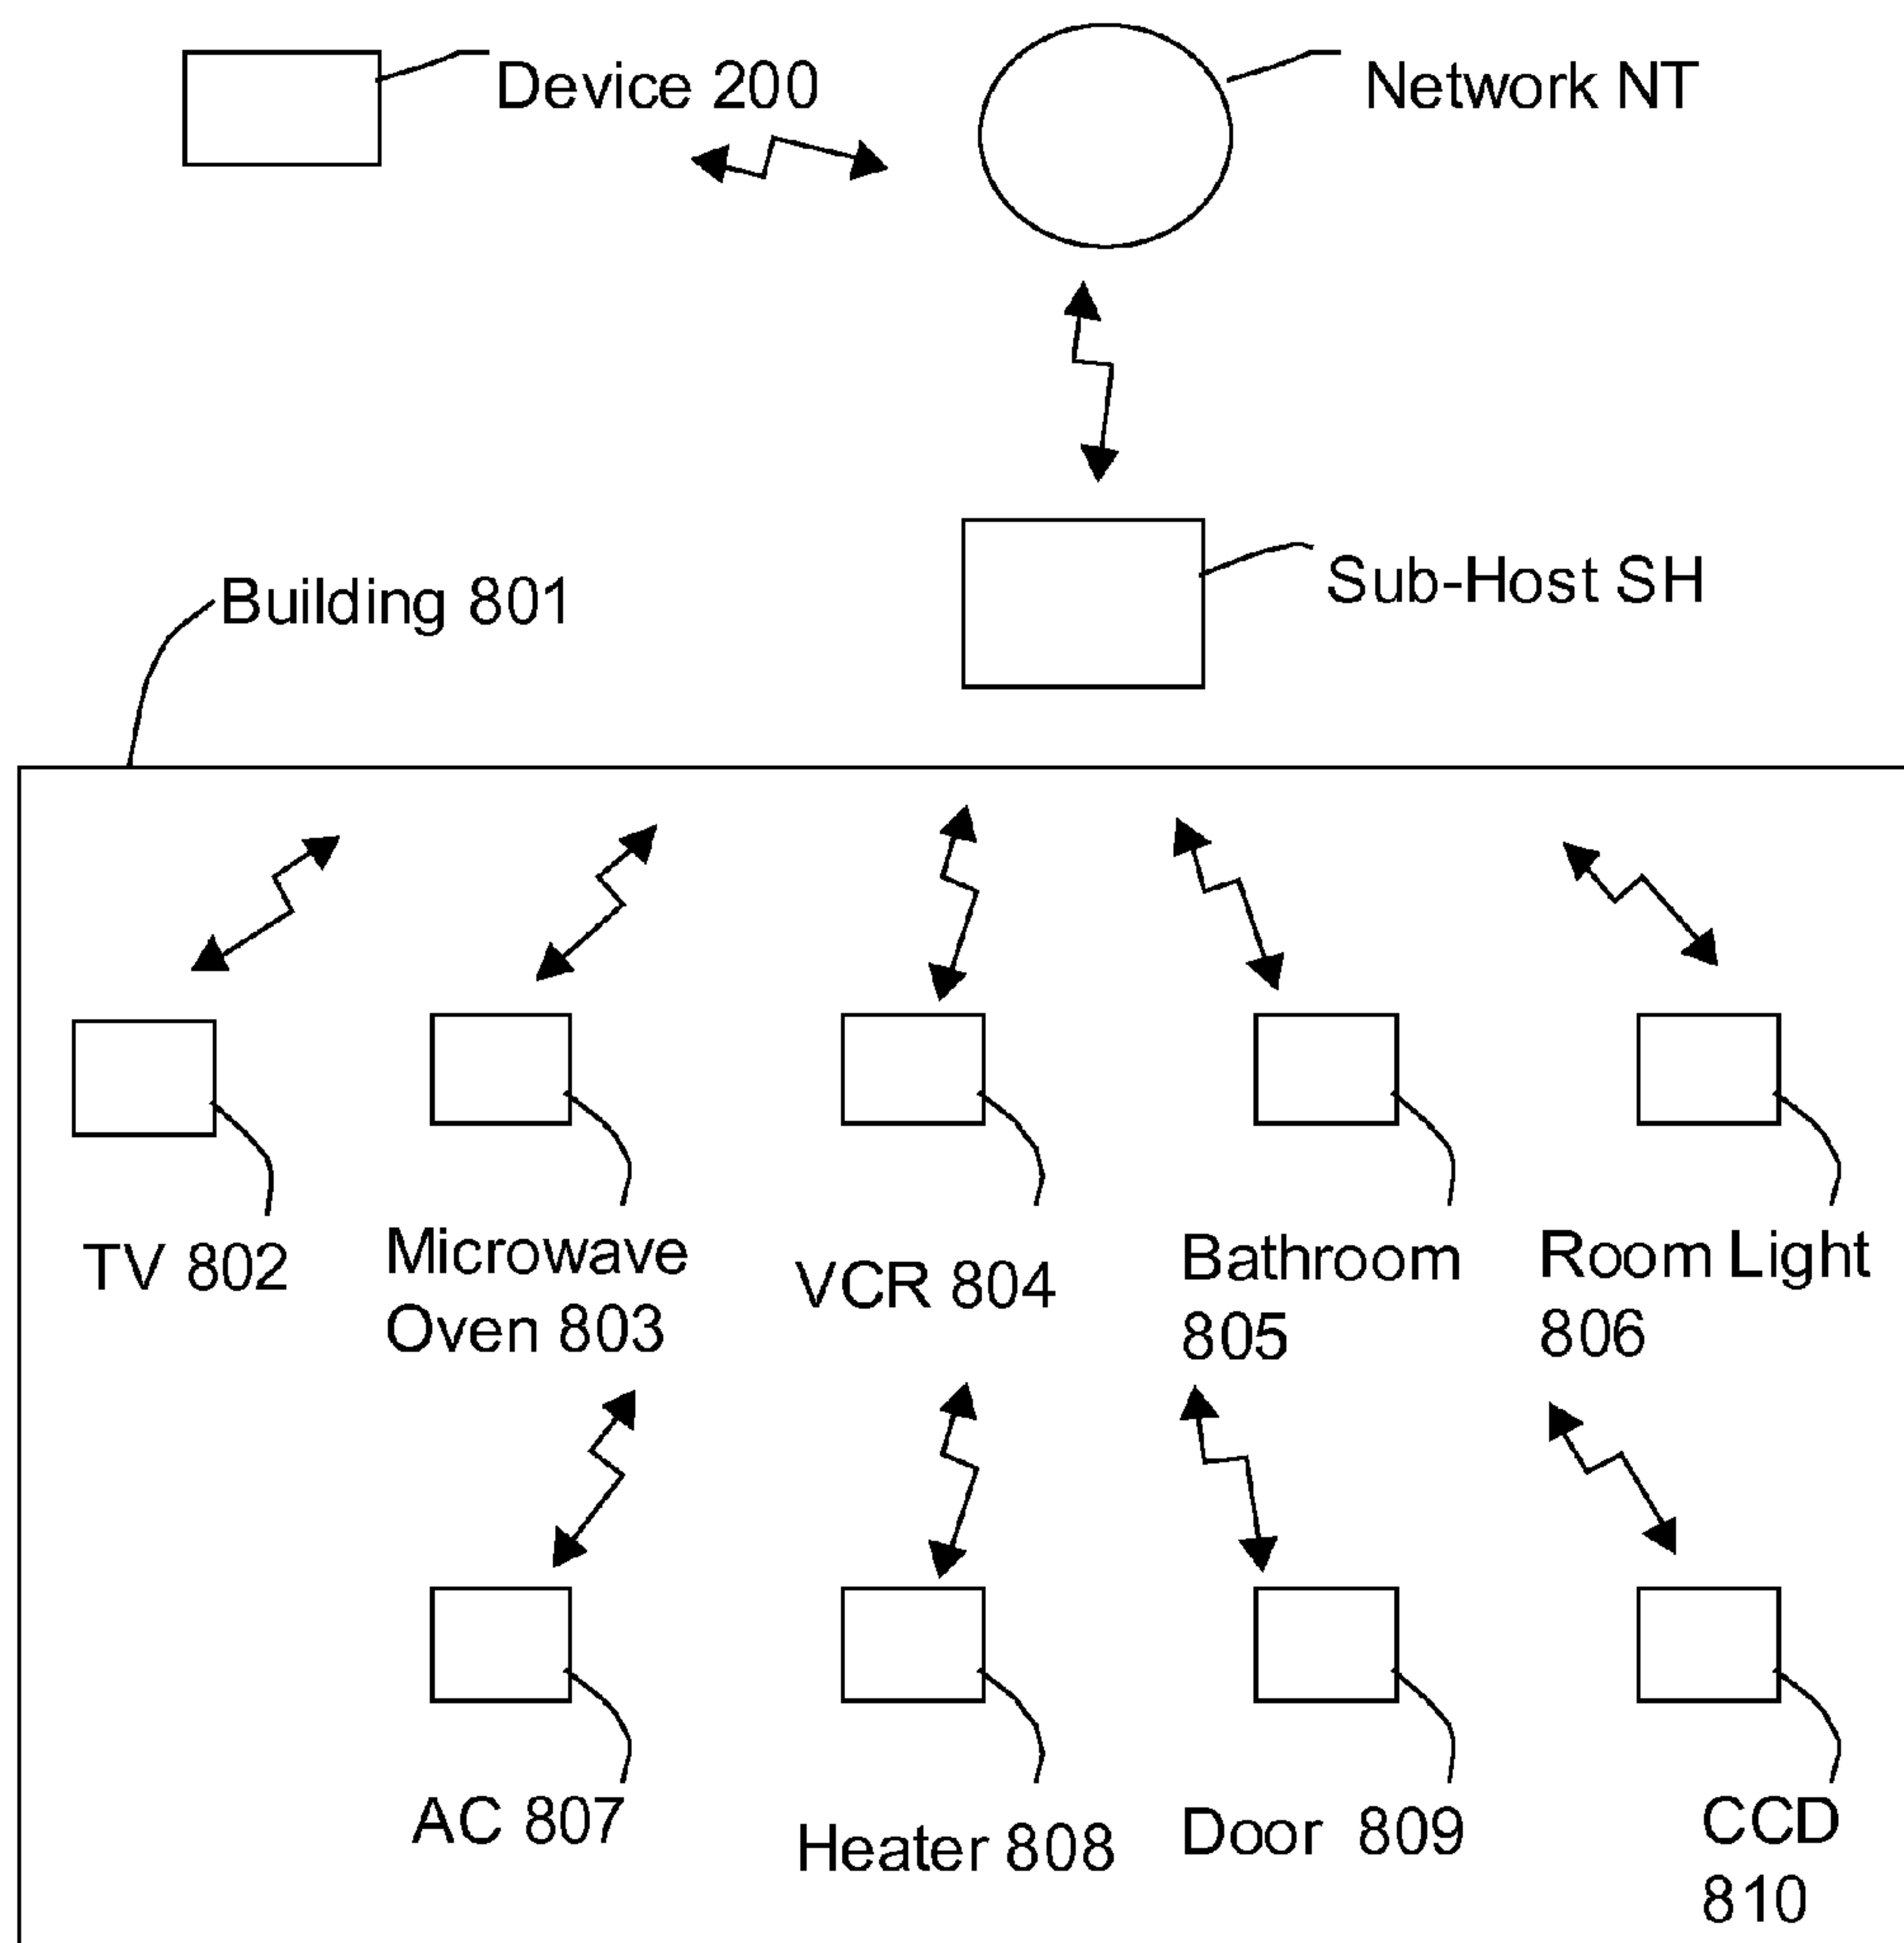 Device 200
Network NT
Sub-Host SH
Building 801
TV 802
Microwave
Oven 803
VCR 804
Bathroom
805
Room Light
806
AC 807
Heater 808
Door 809
CCD
810